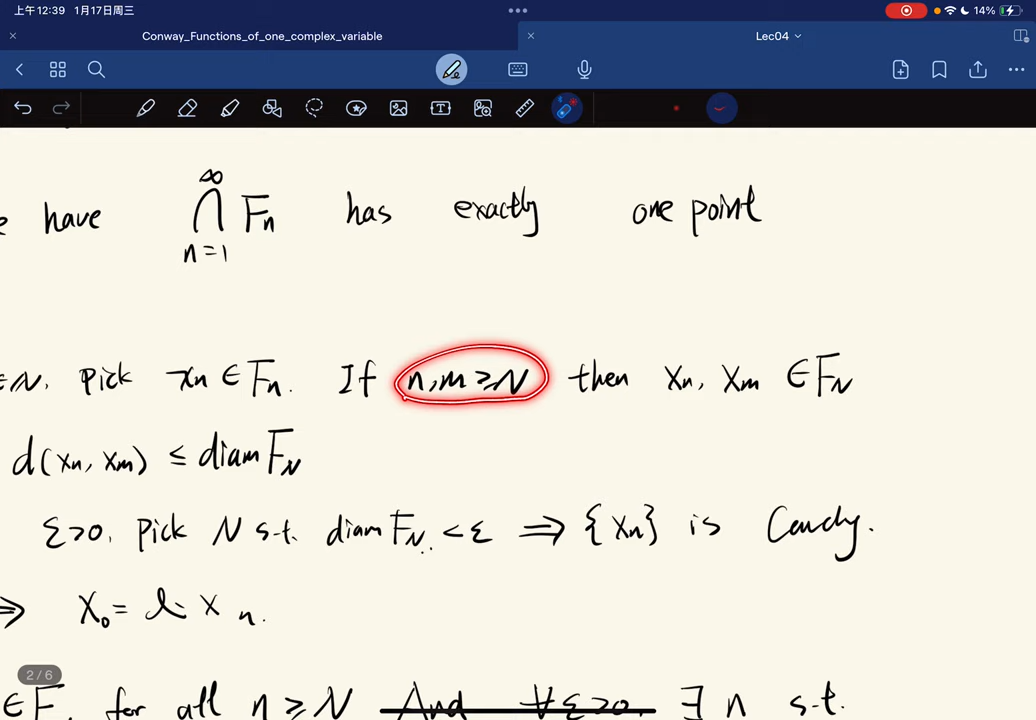 上午12:39 1月17日周三
14%
Conway_Functions_of_one_complex_variable
Lec04
e have ∞ ⋂ n=1 Fn has exactly one point
∈N. Pick xn ∈ Fn. If n,m ≥ N then xn, xm ∈ FN
d(xn, xm) ≤ diam FN
ε>0. Pick N s.t. diam FN < ε ⟹ {xn} is Cauchy.
⟹ X0 = li X n.
2 / 6
∈ F for all n ≥ N And ∀ε>0, ∃ n s.t.